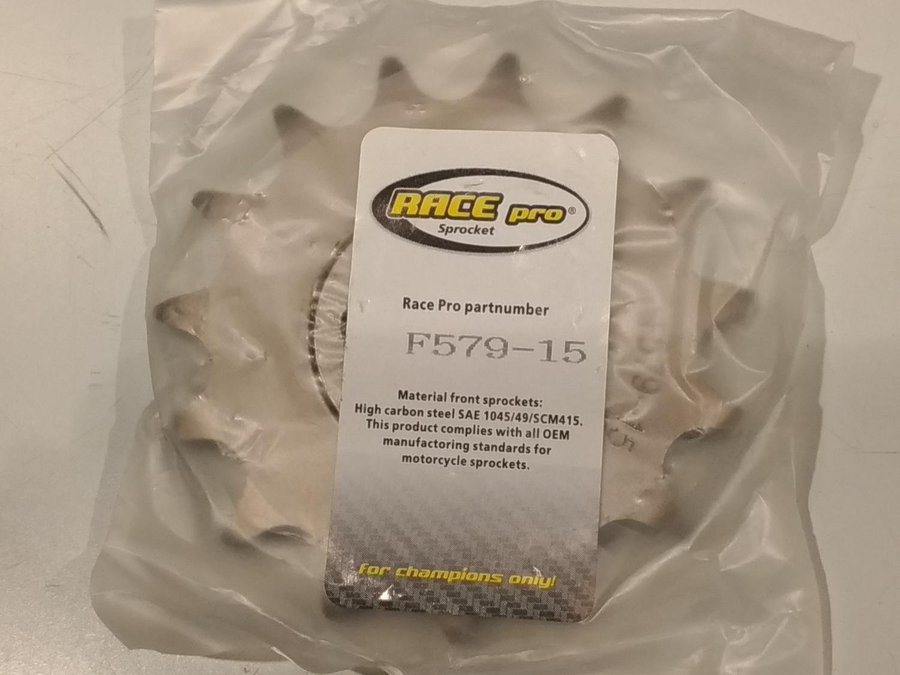 RACE pro®
Sprocket
Race Pro partnumber
F579-15
Material front sprockets:
High carbon steel SAE 1045/49/SCM415.
This product complies with all OEM
manufactoring standards for
motorcycle sprockets.
for champions only!